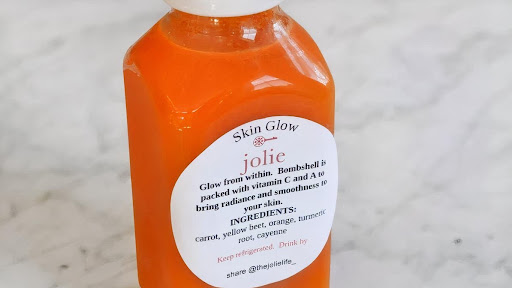 Skin Glow
jolie
Glow from within. Bombshell is
packed with vitamin C and A to
bring radiance and smoothness to
your skin.
INGREDIENTS:
carrot, yellow beet, orange, turmeric
root, cayenne
Keep refrigerated. Drink by
share @thejolielife_